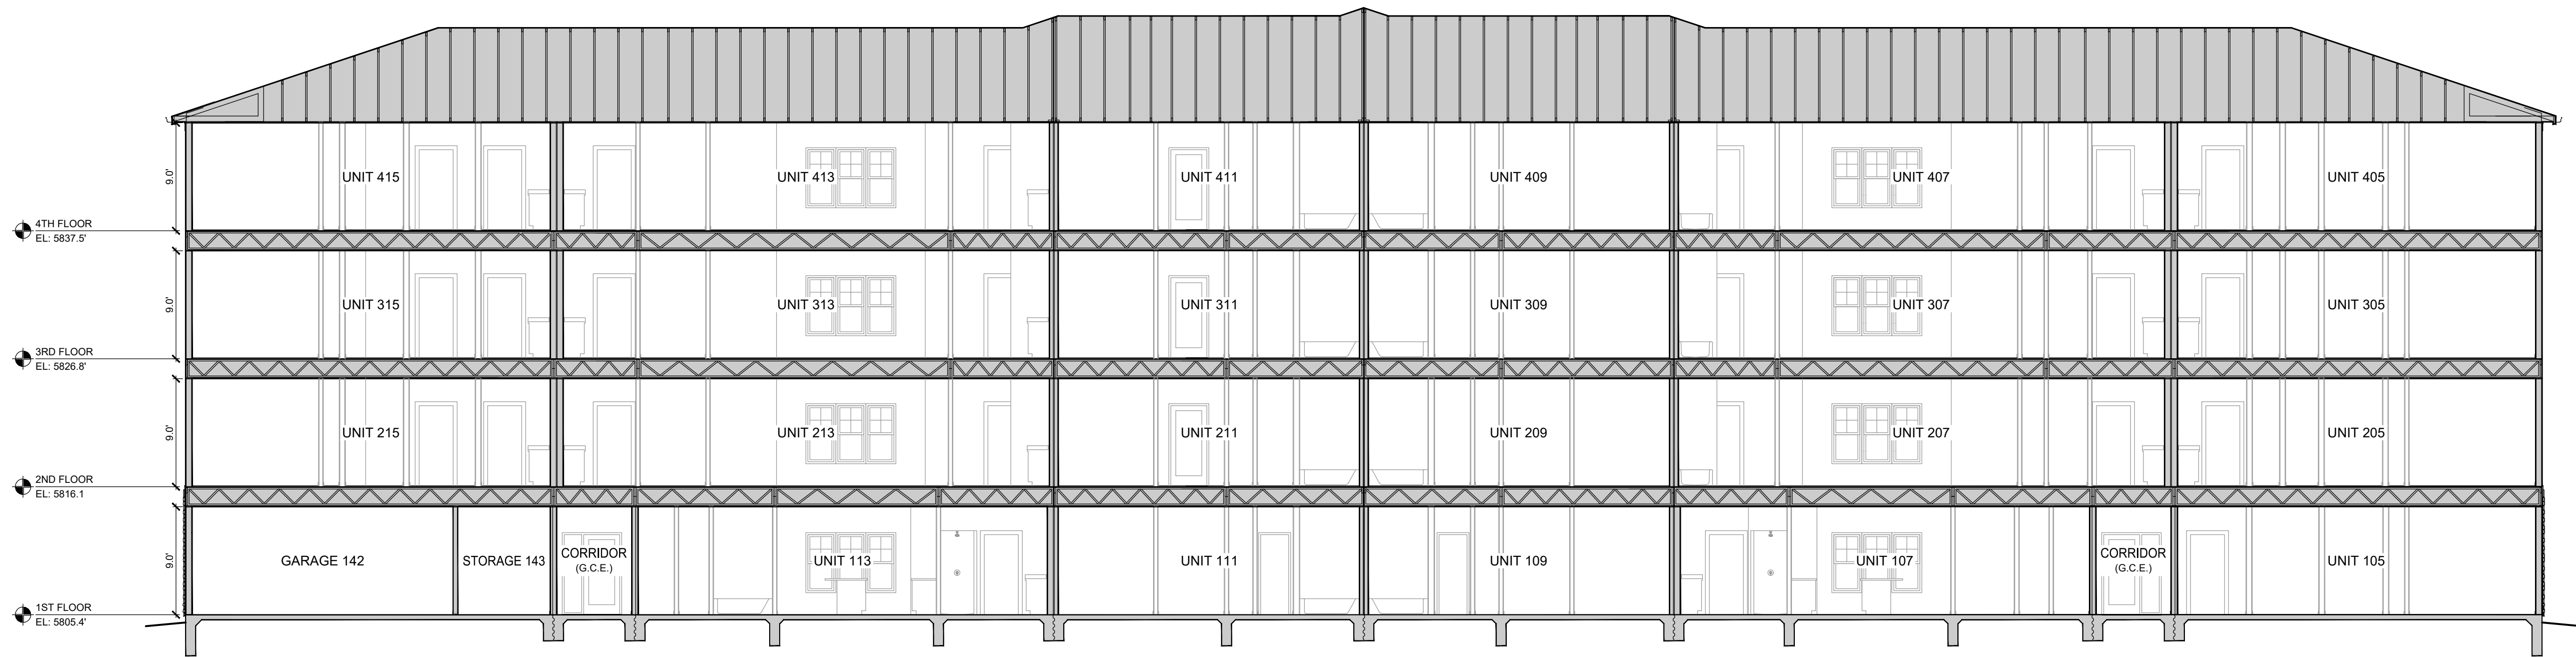 9.0'
UNIT 415
UNIT 413
UNIT 411
UNIT 409
UNIT 407
UNIT 405
4TH FLOOR
EL: 5837.5'
9.0'
UNIT 315
UNIT 313
UNIT 311
UNIT 309
UNIT 307
UNIT 305
3RD FLOOR
EL: 5826.8'
9.0'
UNIT 215
UNIT 213
UNIT 211
UNIT 209
UNIT 207
UNIT 205
2ND FLOOR
EL: 5816.1
9.0'
GARAGE 142
STORAGE 143
CORRIDOR
(G.C.E.)
UNIT 113
UNIT 111
UNIT 109
UNIT 107
CORRIDOR
(G.C.E.)
UNIT 105
1ST FLOOR
EL: 5805.4'